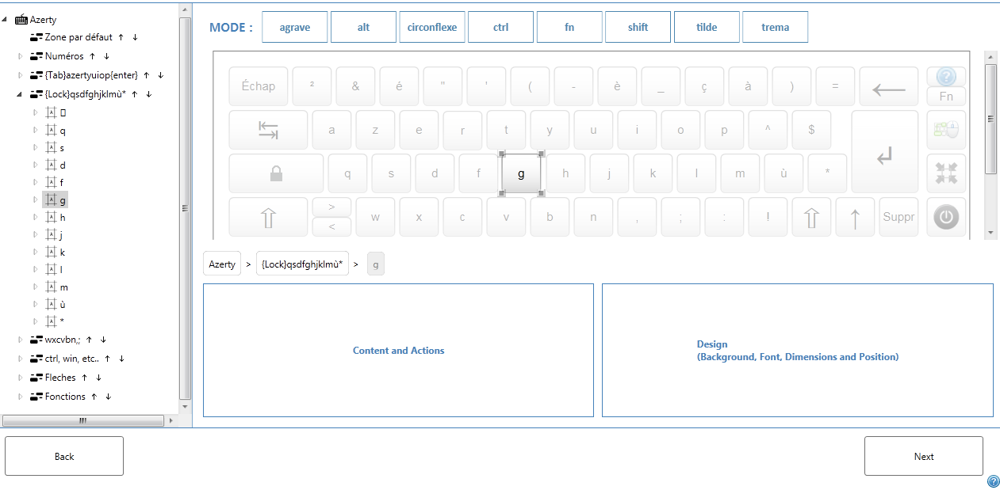 Azerty
Zone par défaut ↑ ↓
Numéros ↑ ↓
{Tab}azertyuiop{enter} ↑ ↓
{Lock}qsdfghjklmù* ↑ ↓
A
A q
A s
A d
A f
A g
A h
A j
A k
A l
A m
A ù
A *
wxcvbn,; ↑ ↓
ctrl, win, etc.. ↑ ↓
Fleches ↑ ↓
Fonctions ↑ ↓
MODE : agrave alt circonflexe ctrl fn shift tilde trema
Échap ² & é " ' ( - è _ ç à ) = ← ?
Fn
a z e r t y u i o p ^ $
q s d f g h j k l m ù *
⇧ > w x c v b n , ; : ! ⇧ ↑ Suppr
<
Azerty > {Lock}qsdfghjklmù* > g
Content and Actions
Design
(Background, Font, Dimensions and Position)
Back Next
?